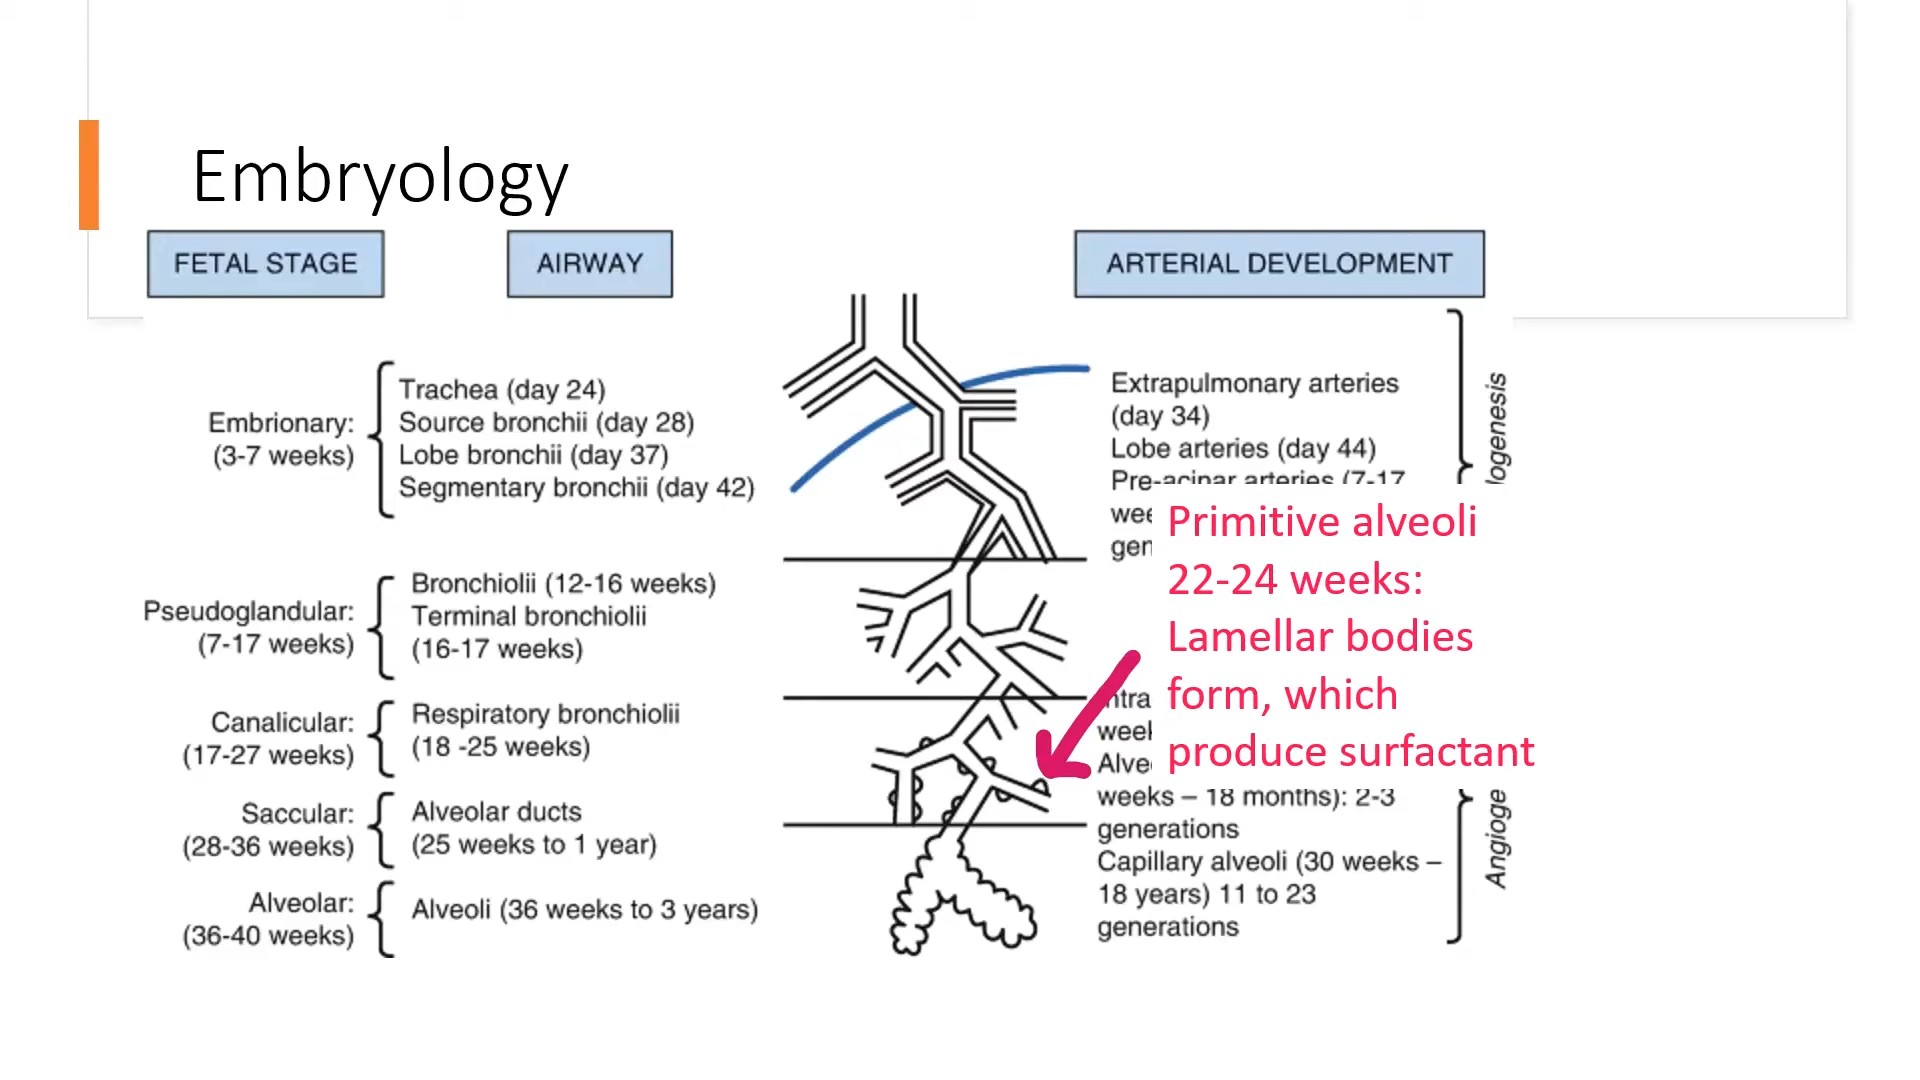 Embryology
FETAL STAGE
AIRWAY
ARTERIAL DEVELOPMENT
Embrionary:
(3-7 weeks)
Trachea (day 24)
Source bronchii (day 28)
Lobe bronchii (day 37)
Segmentary bronchii (day 42)
Pseudoglandular:
(7-17 weeks)
Bronchiolii (12-16 weeks)
Terminal bronchiolii
(16-17 weeks)
Canalicular:
(17-27 weeks)
Respiratory bronchiolii
(18 -25 weeks)
Saccular:
(28-36 weeks)
Alveolar ducts
(25 weeks to 1 year)
Alveolar:
(36-40 weeks)
Alveoli (36 weeks to 3 years)
Extrapulmonary arteries
(day 34)
Lobe arteries (day 44)
Pre-acinar arteries (7-17
Primitive alveoli
22-24 weeks:
Lamellar bodies
form, which
produce surfactant
weeks – 18 months): 2-3
generations
Capillary alveoli (30 weeks –
18 years) 11 to 23
generations